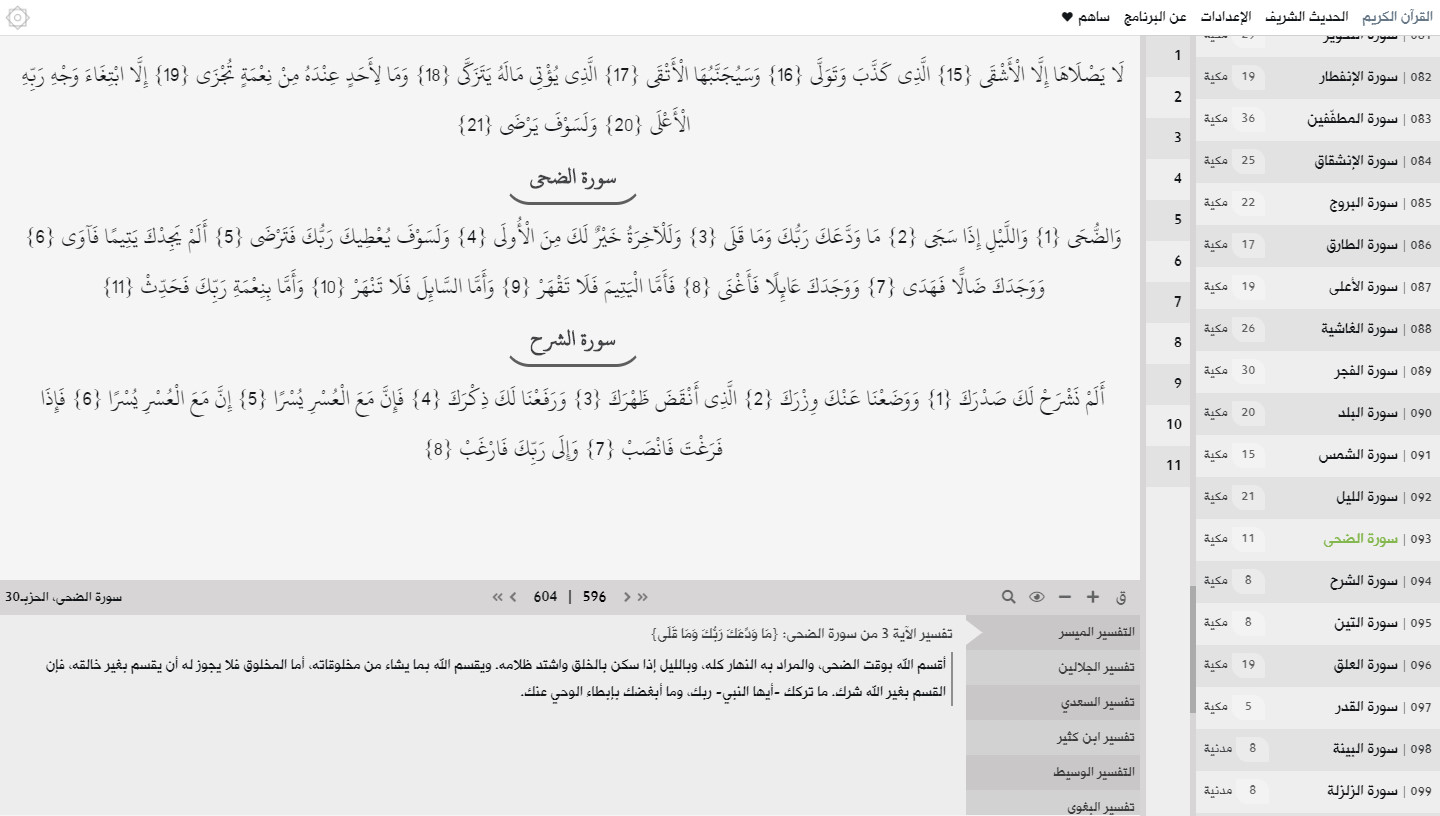 القرآن الكريم
الحديث الشريف
الإعدادات
عن البرنامج
ساهم ♥
081 | سورة التكوير 29 مكية
082 | سورة الإنفطار 19 مكية
083 | سورة المطفّفين 36 مكية
084 | سورة الإنشقاق 25 مكية
085 | سورة البروج 22 مكية
086 | سورة الطارق 17 مكية
087 | سورة الأعلى 19 مكية
088 | سورة الغاشية 26 مكية
089 | سورة الفجر 30 مكية
090 | سورة البلد 20 مكية
091 | سورة الشمس 15 مكية
092 | سورة الليل 21 مكية
093 | سورة الضحى 11 مكية
094 | سورة الشرح 8 مكية
095 | سورة التين 8 مكية
096 | سورة العلق 19 مكية
097 | سورة القدر 5 مكية
098 | سورة البينة 8 مدنية
099 | سورة الزلزلة 8 مدنية
1
2
3
4
5
6
7
8
9
10
11
لَا يَصْلَاهَا إِلَّا الْأَشْقَى {15} الَّذِى كَذَّبَ وَتَوَلَّى {16} وَسَيُجَنَّبُهَا الْأَتْقَى {17} الَّذِى يُؤْتِى مَالَهُ يَتَزَكَّى {18} وَمَا لِأَحَدٍ عِنْدَهُ مِنْ نِعْمَةٍ تُجْزَى {19} إِلَّا ابْتِغَاءَ وَجْهِ رَبِّهِ
الْأَعْلَى {20} وَلَسَوْفَ يَرْضَى {21}
سورة الضحى
وَالضُّحَى {1} وَاللَّيْلِ إِذَا سَجَى {2} مَا وَدَّعَكَ رَبُّكَ وَمَا قَلَى {3} وَلَلْآخِرَةُ خَيْرٌ لَكَ مِنَ الْأُولَى {4} وَلَسَوْفَ يُعْطِيكَ رَبُّكَ فَتَرْضَى {5} أَلَمْ يَجِدْكَ يَتِيمًا فَآوَى {6}
وَوَجَدَكَ ضَالًّا فَهَدَى {7} وَوَجَدَكَ عَائِلًا فَأَغْنَى {8} فَأَمَّا الْيَتِيمَ فَلَا تَقْهَرْ {9} وَأَمَّا السَّائِلَ فَلَا تَنْهَرْ {10} وَأَمَّا بِنِعْمَةِ رَبِّكَ فَحَدِّثْ {11}
سورة الشرح
أَلَمْ نَشْرَحْ لَكَ صَدْرَكَ {1} وَوَضَعْنَا عَنْكَ وِزْرَكَ {2} الَّذِى أَنْقَضَ ظَهْرَكَ {3} وَرَفَعْنَا لَكَ ذِكْرَكَ {4} فَإِنَّ مَعَ الْعُسْرِ يُسْرًا {5} إِنَّ مَعَ الْعُسْرِ يُسْرًا {6} فَإِذَا
فَرَغْتَ فَانْصَبْ {7} وَإِلَى رَبِّكَ فَارْغَبْ {8}
ق
596 | 604
سورة الضحى، الحزب30
التفسير الميسر
تفسير الجلالين
تفسير السعدي
تفسير ابن كثير
التفسير الوسيط
تفسير البغوي
تفسير الآية 3 من سورة الضحى: {مَا وَدَّعَكَ رَبُّكَ وَمَا قَلَى}
أقسم الله بوقت الضحى، والمراد به النهار كله، وبالليل إذا سكن بالخلق واشتد ظلامه. ويقسم الله بما يشاء من مخلوقاته، أما المخلوق فلا يجوز له أن يقسم بغير خالقه، فإن
القسم بغير الله شرك. ما تركك -أيها النبي- ربك، وما أبغضك بإبطاء الوحي عنك.